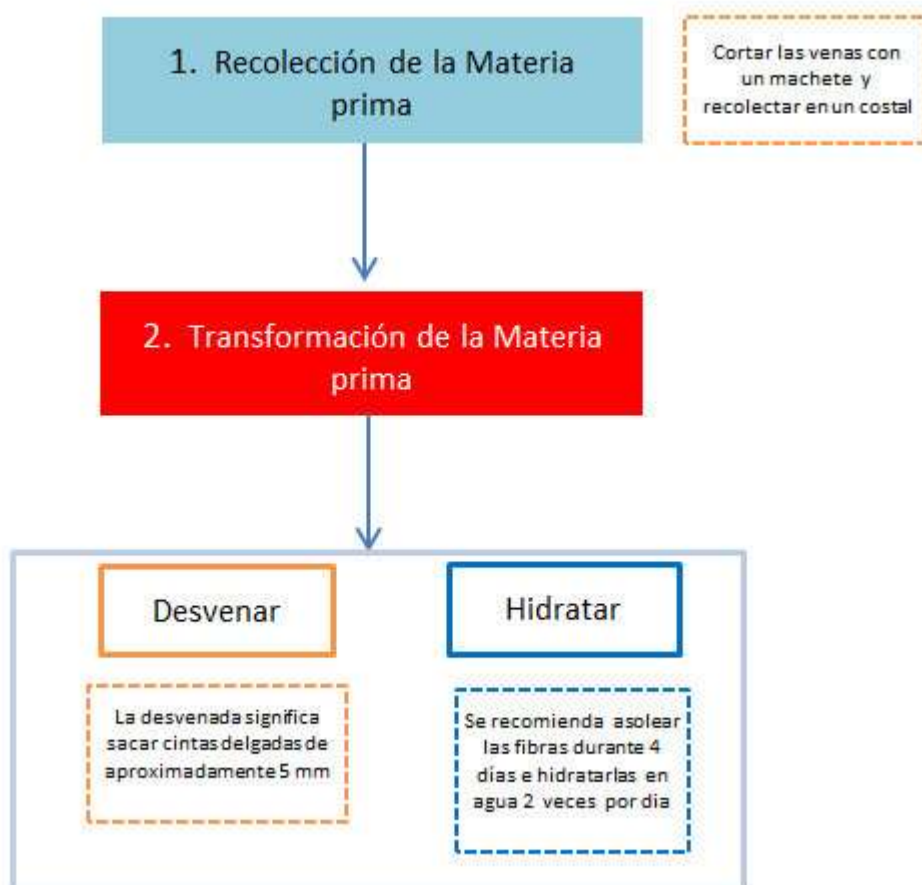 1. Recolección de la Materia
prima
Cortar las venas con
un machete y
recolectar en un costal
2. Transformación de la Materia
prima
Desvenar
Hidratar
La desvenada significa
sacar cintas delgadas de
aproximadamente 5 mm
Se recomienda asolear
las fibras durante 4
dias e hidratarlas en
agua 2 veces por dia